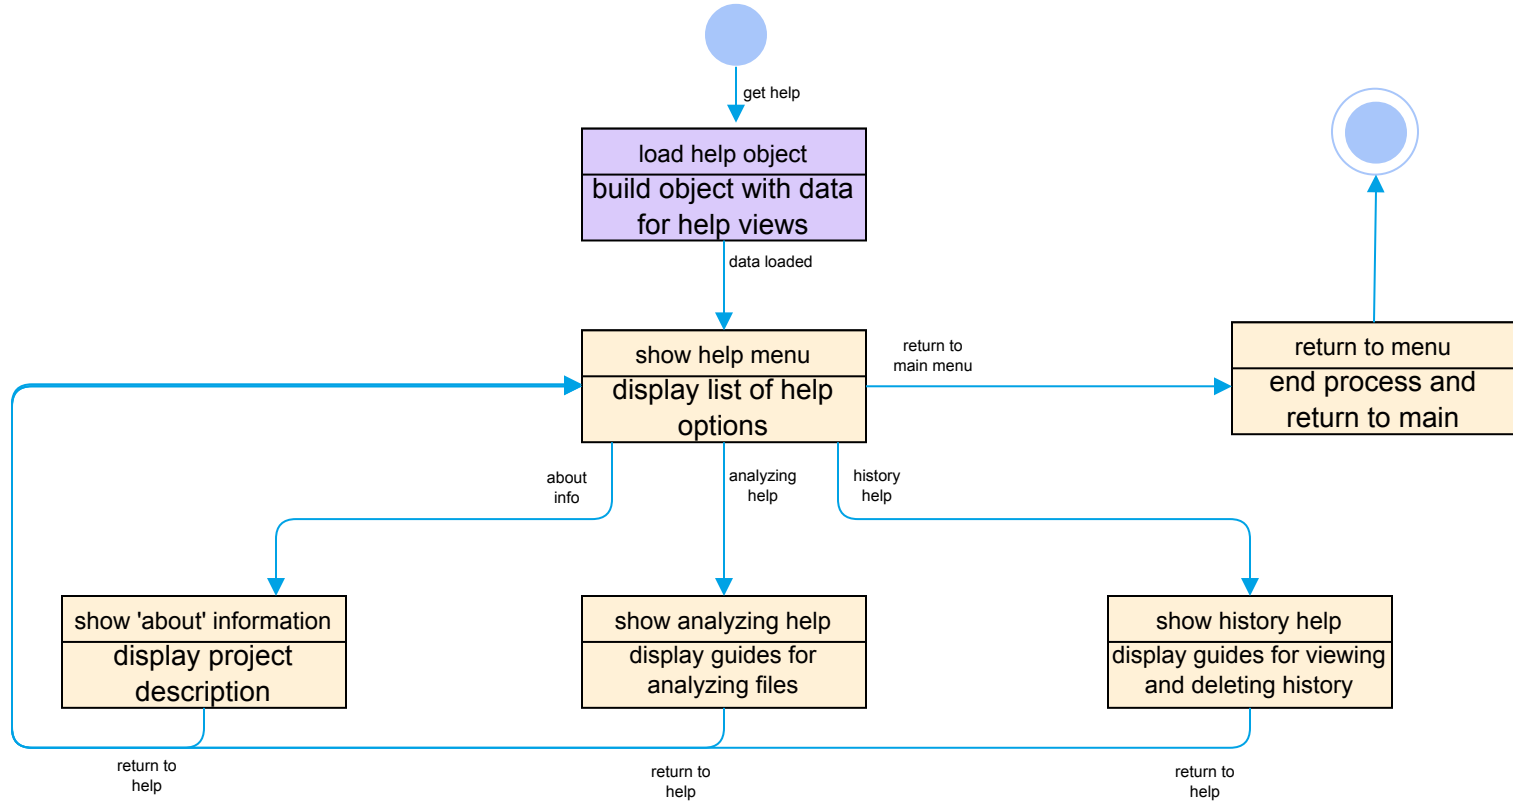 get help
load help object
build object with data
for help views
data loaded
show help menu
display list of help
options
return to
main menu
return to menu
end process and
return to main
about
info
analyzing
help
history
help
show 'about' information
display project
description
show analyzing help
display guides for
analyzing files
show history help
display guides for viewing
and deleting history
return to
help
return to
help
return to
help